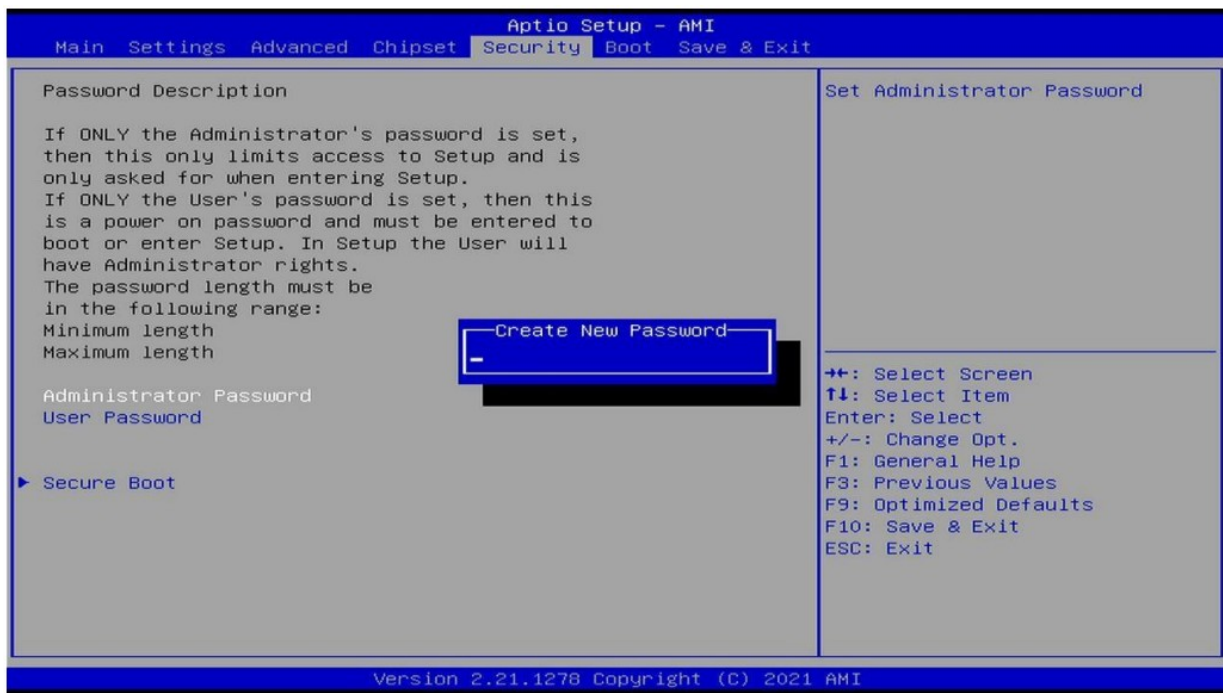 Aptio Setup – AMI
Main Settings Advanced Chipset Security Boot Save & Exit
Password Description
If ONLY the Administrator's password is set,
then this only limits access to Setup and is
only asked for when entering Setup.
If ONLY the User's password is set, then this
is a power on password and must be entered to
boot or enter Setup. In Setup the User will
have Administrator rights.
The password length must be
in the following range:
Minimum length
Maximum length
Administrator Password
User Password
Secure Boot
Create New Password
Set Administrator Password
→←: Select Screen
↑↓: Select Item
Enter: Select
+/-: Change Opt.
F1: General Help
F3: Previous Values
F9: Optimized Defaults
F10: Save & Exit
ESC: Exit
Version 2.21.1278 Copyright (C) 2021 AMI